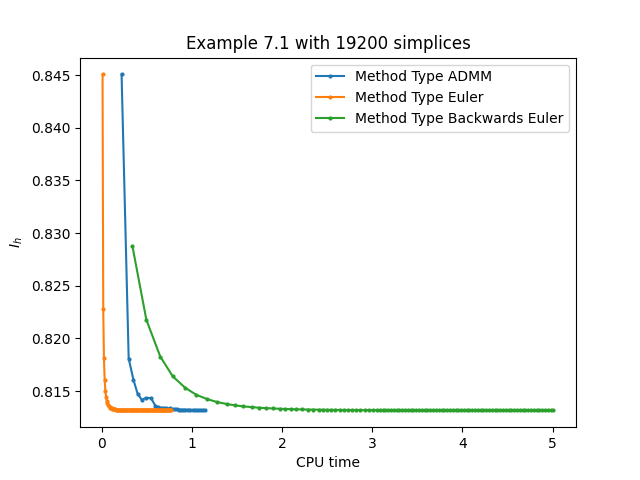 Example 7.1 with 19200 simplices
Method Type ADMM
Method Type Euler
Method Type Backwards Euler
0.845
0.840
0.835
0.830
0.825
0.820
0.815
I_h
0
1
2
3
4
5
CPU time